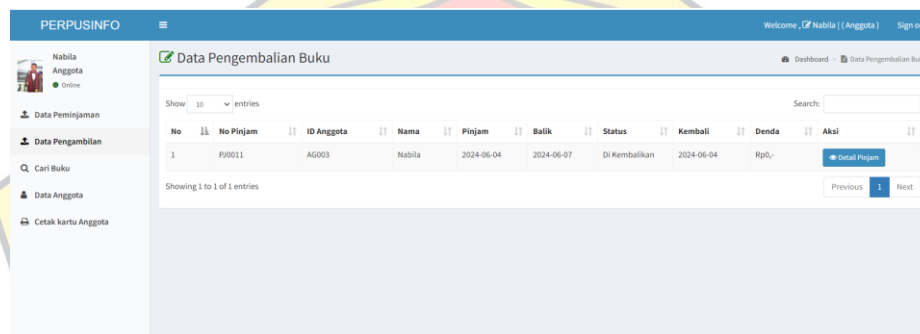 PERPUSINFO
Welcome , Nabila | ( Anggota ) Sign o
Nabila
Anggota
Online
Data Peminjaman
Data Pengambilan
Cari Buku
Data Anggota
Cetak kartu Anggota
Data Pengembalian Buku
Dashboard - Data Pengembalian Bu
Show 10 entries Search:
No No Pinjam ID Anggota Nama Pinjam Balik Status Kembali Denda Aksi
1 PJ0011 AG003 Nabila 2024-06-04 2024-06-07 Di Kembalikan 2024-06-04 Rp0,- Detail Pinjam
Showing 1 to 1 of 1 entries Previous 1 Next